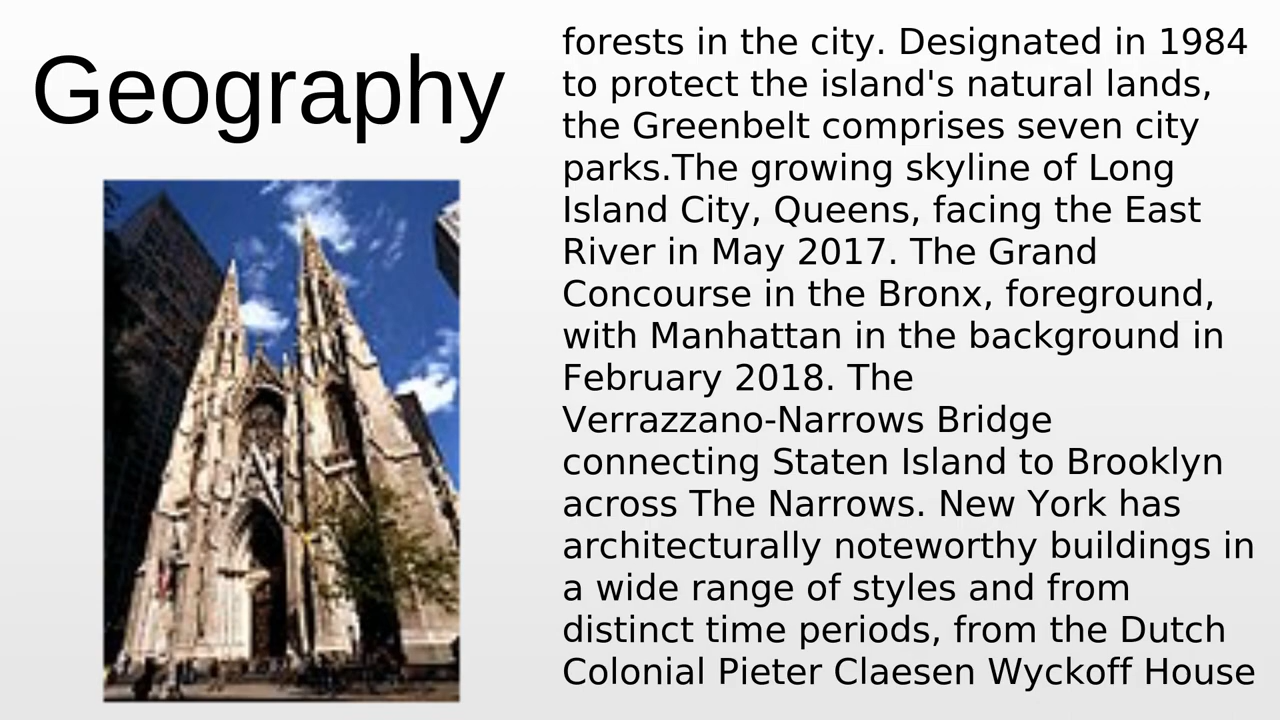 Geography
forests in the city. Designated in 1984
to protect the island's natural lands,
the Greenbelt comprises seven city
parks.The growing skyline of Long
Island City, Queens, facing the East
River in May 2017. The Grand
Concourse in the Bronx, foreground,
with Manhattan in the background in
February 2018. The
Verrazzano-Narrows Bridge
connecting Staten Island to Brooklyn
across The Narrows. New York has
architecturally noteworthy buildings in
a wide range of styles and from
distinct time periods, from the Dutch
Colonial Pieter Claesen Wyckoff House